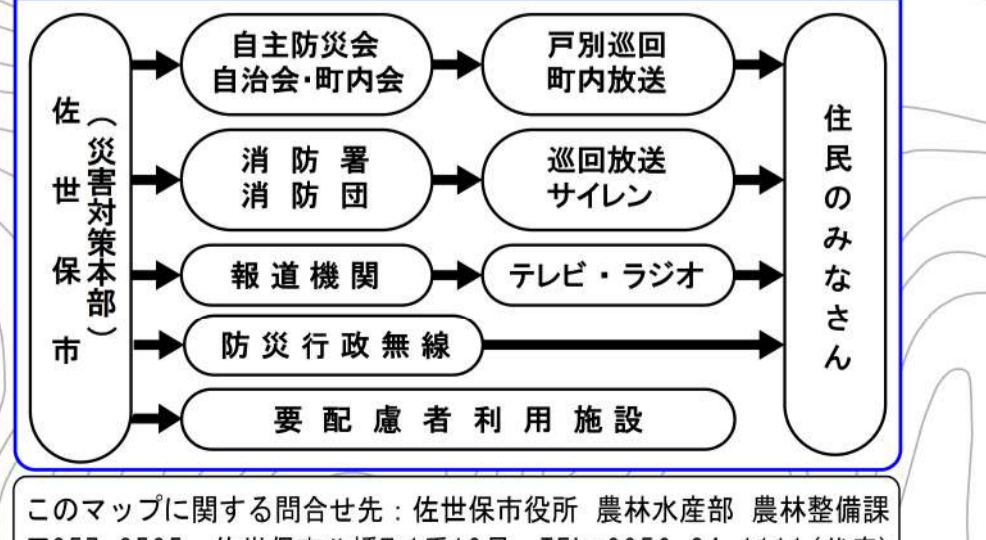 佐世保市
（災害対策本部）
自主防災会
自治会・町内会
戸別巡回
町内放送
消防署
消防団
巡回放送
サイレン
報道機関
テレビ・ラジオ
防災行政無線
要配慮者利用施設
住民のみなさん
このマップに関する問合せ先：佐世保市役所 農林水産部 農林整備課